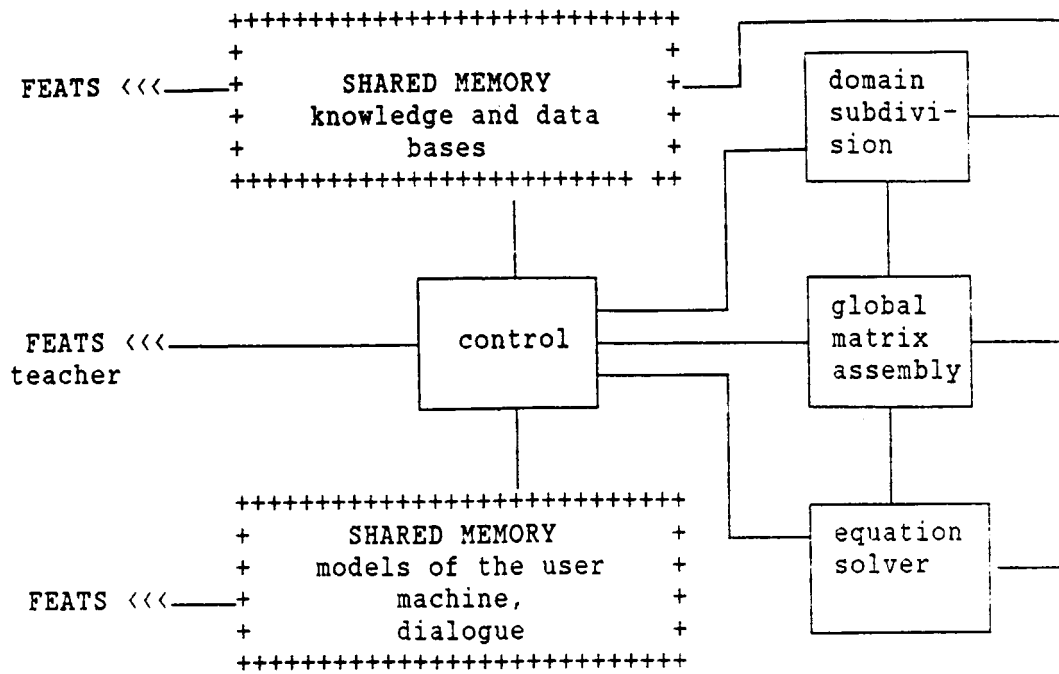 FEATS <<<
SHARED MEMORY
knowledge and data
bases
domain
subdivi-
sion
FEATS <<<
teacher
control
global
matrix
assembly
SHARED MEMORY
models of the user
machine,
dialogue
FEATS <<<
equation
solver